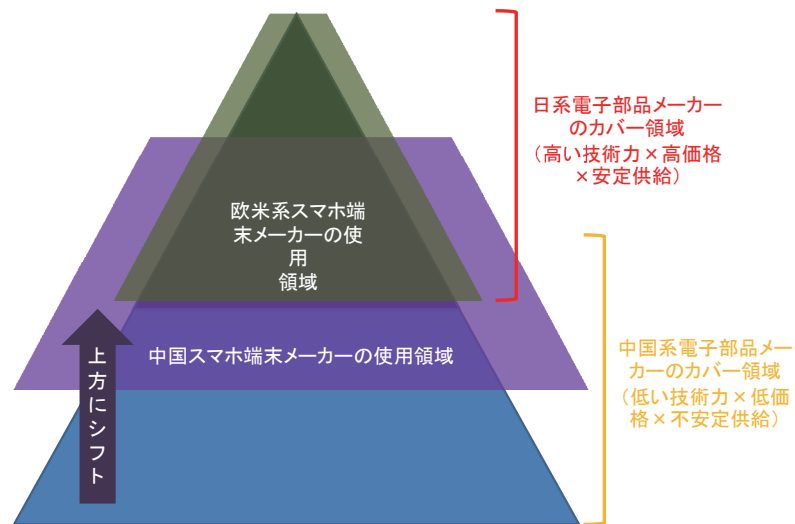 日系電子部品メーカー
のカバー領域
（高い技術力×高価格
×安定供給）
欧米系スマホ端
末メーカーの使
用
領域
中国スマホ端末メーカーの使用領域
中国系電子部品メー
カーのカバー領域
（低い技術力×低価
格×不安定供給）
上方にシフト